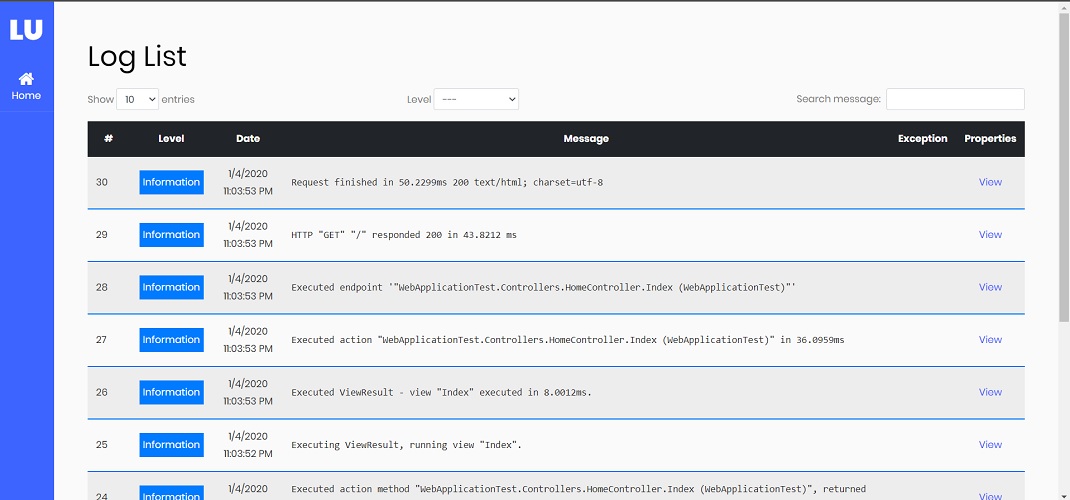 LU
Home
Log List
Show 10 entries
Level ---
Search message:
# Level Date Message Exception Properties
30 Information 1/4/2020 11:03:53 PM Request finished in 50.2299ms 200 text/html; charset=utf-8 View
29 Information 1/4/2020 11:03:53 PM HTTP "GET" "/" responded 200 in 43.8212 ms View
28 Information 1/4/2020 11:03:53 PM Executed endpoint '"WebApplicationTest.Controllers.HomeController.Index (WebApplicationTest)"' View
27 Information 1/4/2020 11:03:53 PM Executed action "WebApplicationTest.Controllers.HomeController.Index (WebApplicationTest)" in 36.0959ms View
26 Information 1/4/2020 11:03:53 PM Executed ViewResult - view "Index" executed in 8.0012ms. View
25 Information 1/4/2020 11:03:52 PM Executing ViewResult, running view "Index". View
24 Information 1/4/2020 Executed action method "WebApplicationTest.Controllers.HomeController.Index (WebApplicationTest)", returned View